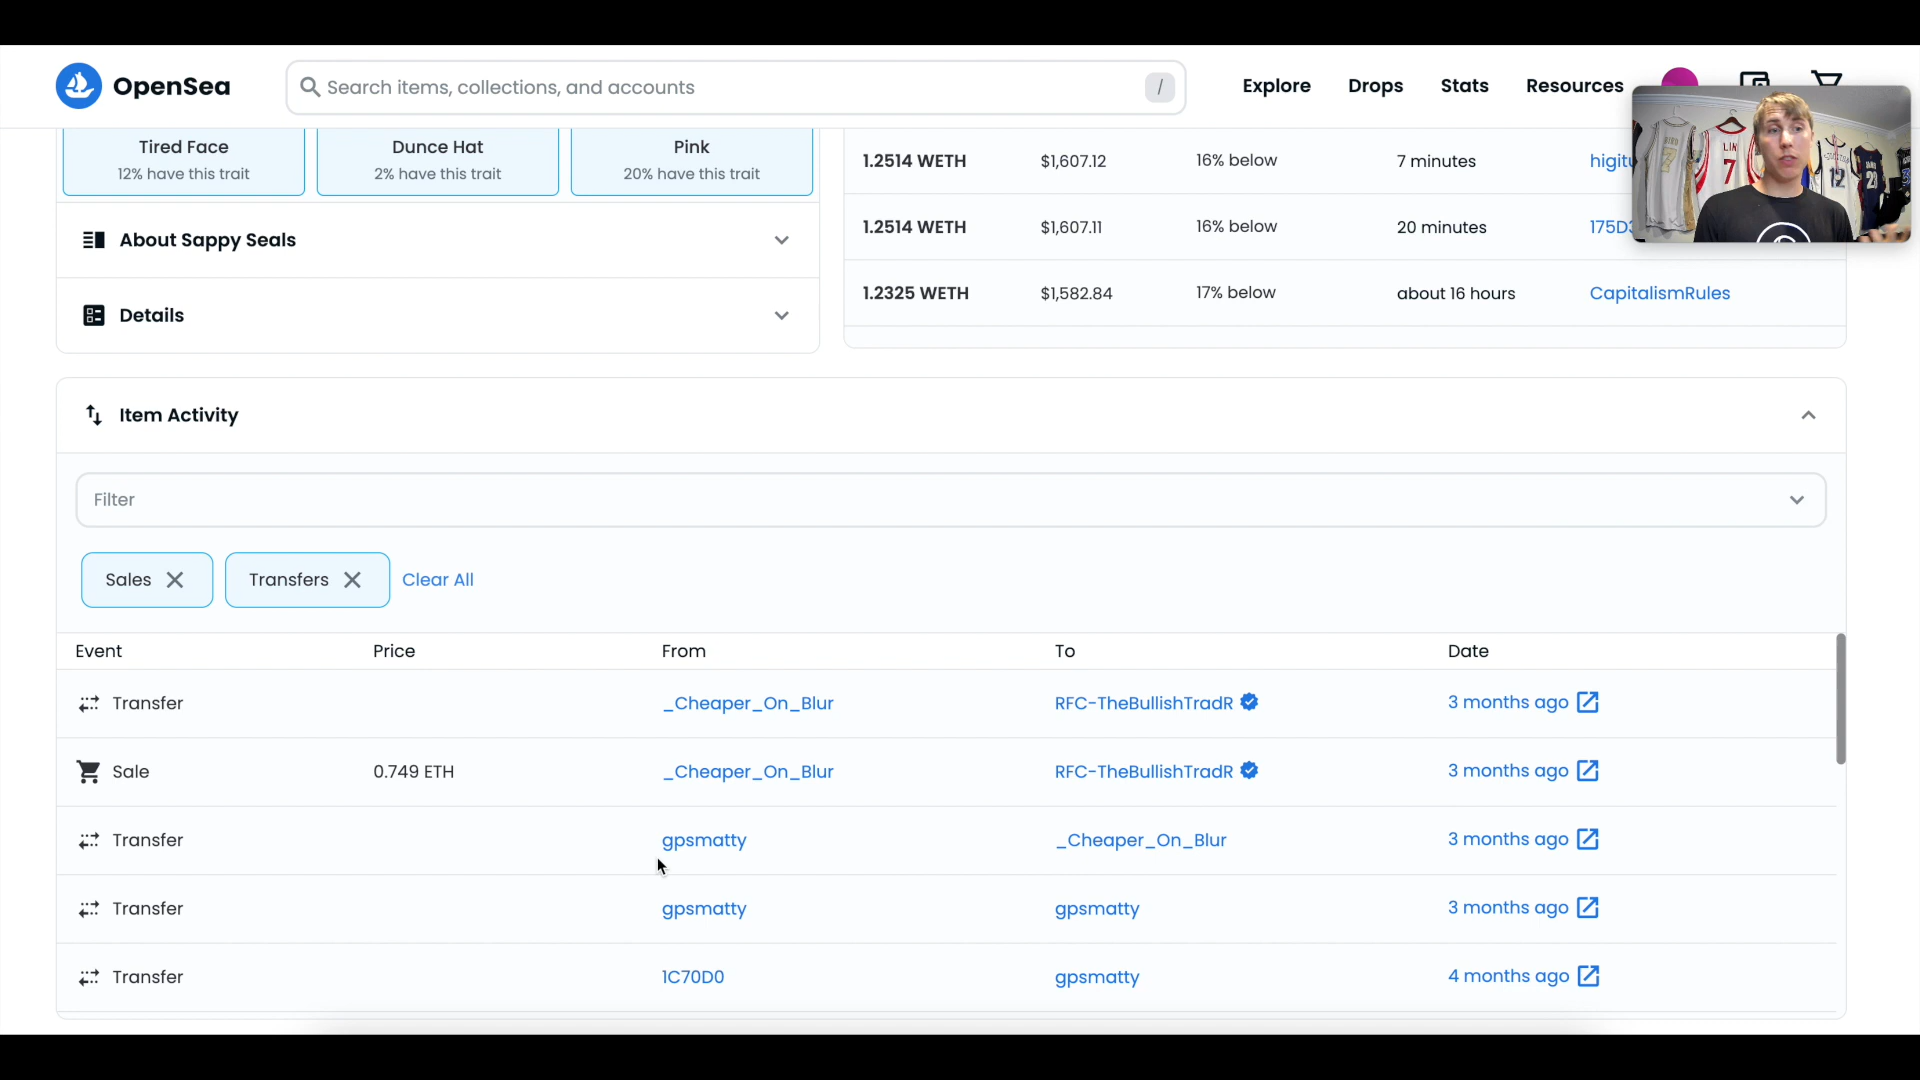 OpenSea
Search items, collections, and accounts
/
Explore
Drops
Stats
Resources
Tired Face
12% have this trait
Dunce Hat
2% have this trait
Pink
20% have this trait
About Sappy Seals
Details
1.2514 WETH $1,607.12 16% below 7 minutes
1.2514 WETH $1,607.11 16% below 20 minutes
1.2325 WETH $1,582.84 17% below about 16 hours CapitalismRules
LIN
7
12
Item Activity
Filter
Sales
Transfers
Clear All
Event Price From To Date
Transfer _Cheaper_On_Blur RFC-TheBullishTradR 3 months ago
Sale 0.749 ETH _Cheaper_On_Blur RFC-TheBullishTradR 3 months ago
Transfer gpsmatty _Cheaper_On_Blur 3 months ago
Transfer gpsmatty gpsmatty 3 months ago
Transfer 1C70D0 gpsmatty 4 months ago